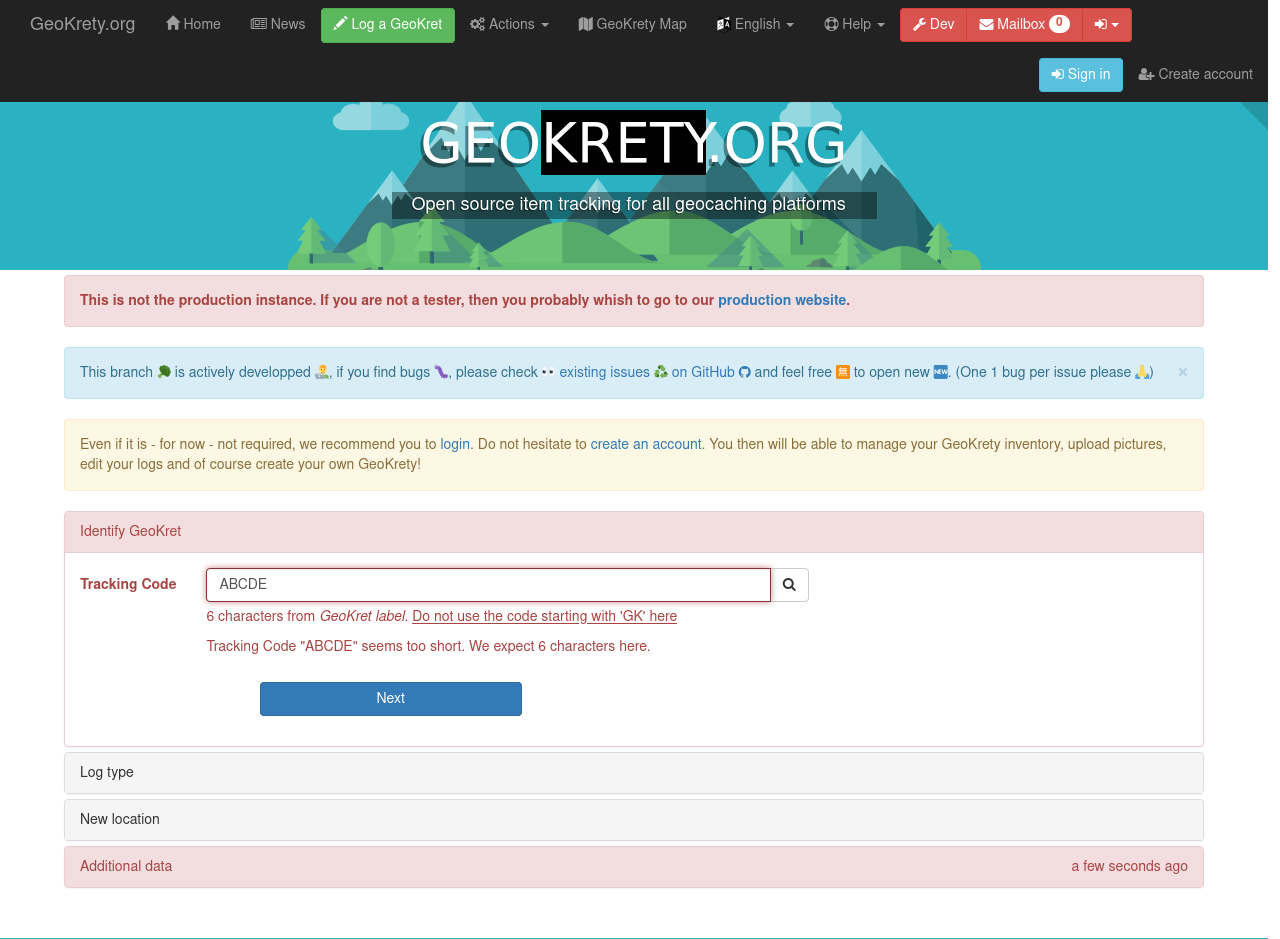 GeoKrety.org Home News Log a GeoKret Actions GeoKrety Map English Help Dev Mailbox 0
Sign in Create account
GEOKRETY.ORG
Open source item tracking for all geocaching platforms
This is not the production instance. If you are not a tester, then you probably whish to go to our production website.
This branch 🌳 is actively developped 👨‍💻, if you find bugs 🐛, please check 👀 existing issues ♻ on GitHub and feel free 🈚 to open new 🆕. (One 1 bug per issue please 🙏) ×
Even if it is - for now - not required, we recommend you to login. Do not hesitate to create an account. You then will be able to manage your GeoKrety inventory, upload pictures,
edit your logs and of course create your own GeoKrety!
Identify GeoKret
Tracking Code ABCDE
6 characters from GeoKret label. Do not use the code starting with 'GK' here
Tracking Code "ABCDE" seems too short. We expect 6 characters here.
Next
Log type
New location
Additional data a few seconds ago